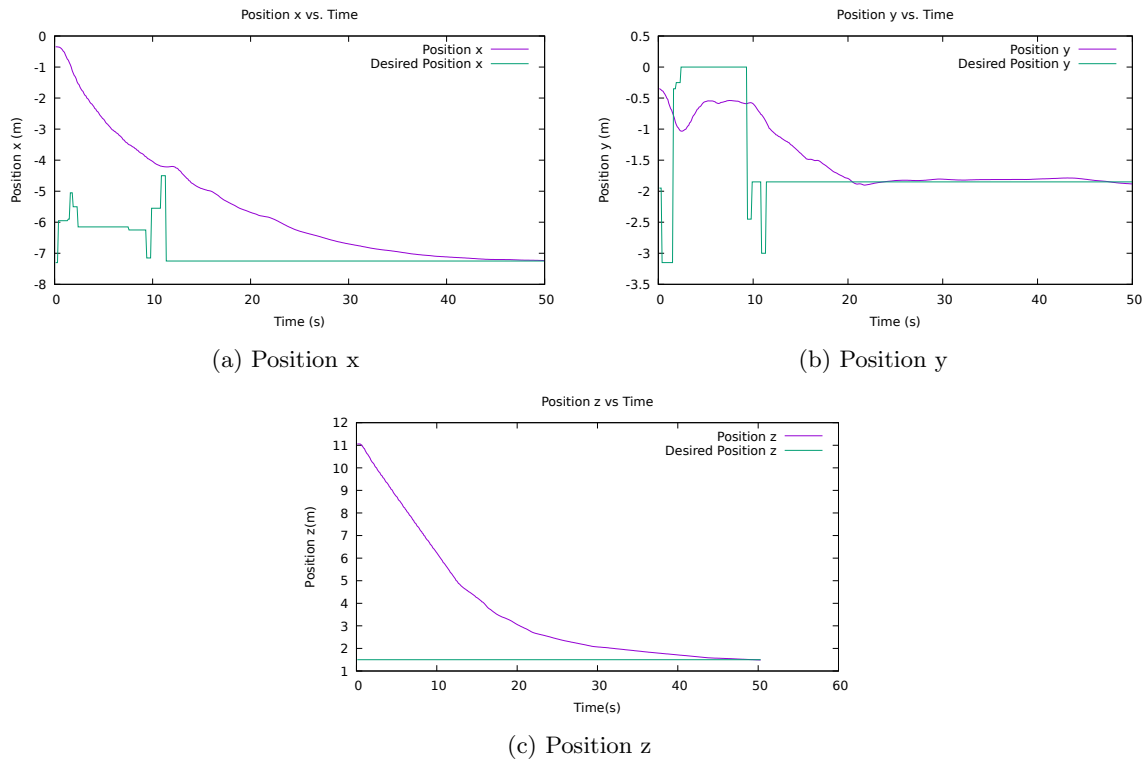 Position x vs. Time
0
-1
-2
-3
-4
-5
-6
-7
-8
Position x (m)
Position x
Desired Position x
0 10 20 30 40 50
Time (s)
(a) Position x
Position y vs. Time
0.5
0
-0.5
-1
-1.5
-2
-2.5
-3
-3.5
Position y (m)
Position y
Desired Position y
0 10 20 30 40 50
Time (s)
(b) Position y
Position z vs Time
12
11
10
9
8
7
6
5
4
3
2
1
Position z(m)
Position z
Desired Position z
0 10 20 30 40 50 60
Time(s)
(c) Position z